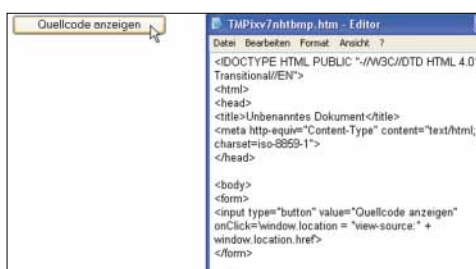 Quellcode anzeigen
TMPixv7nhtbmp.htm - Editor
Datei Bearbeiten Format Ansicht ?
<!DOCTYPE HTML PUBLIC "-//W3C//DTD HTML 4.0
Transitional//EN">
<html>
<head>
<title>Unbenanntes Dokument</title>
<meta http-equiv="Content-Type" content="text/html;
charset=iso-8859-1">
</head>
<body>
<form>
<input type="button" value="Quellcode anzeigen"
onClick='window.location = "view-source:" +
window.location.href'>
</form>